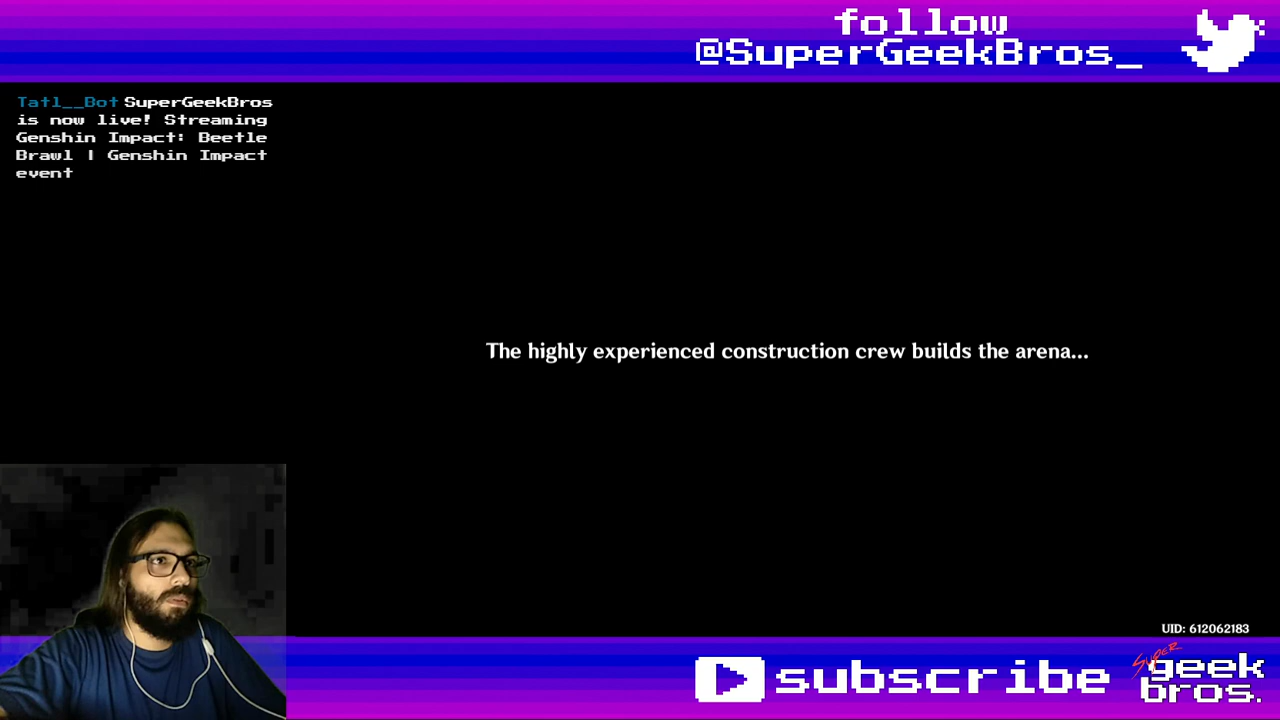 follow
@SuperGeekBros_
Tatl__Bot SuperGeekBros
is now live! Streaming
Genshin Impact: Beetle
Brawl | Genshin Impact
event
The highly experienced construction crew builds the arena...
UID: 612062183
subscribe
SUPER
geek
bros.